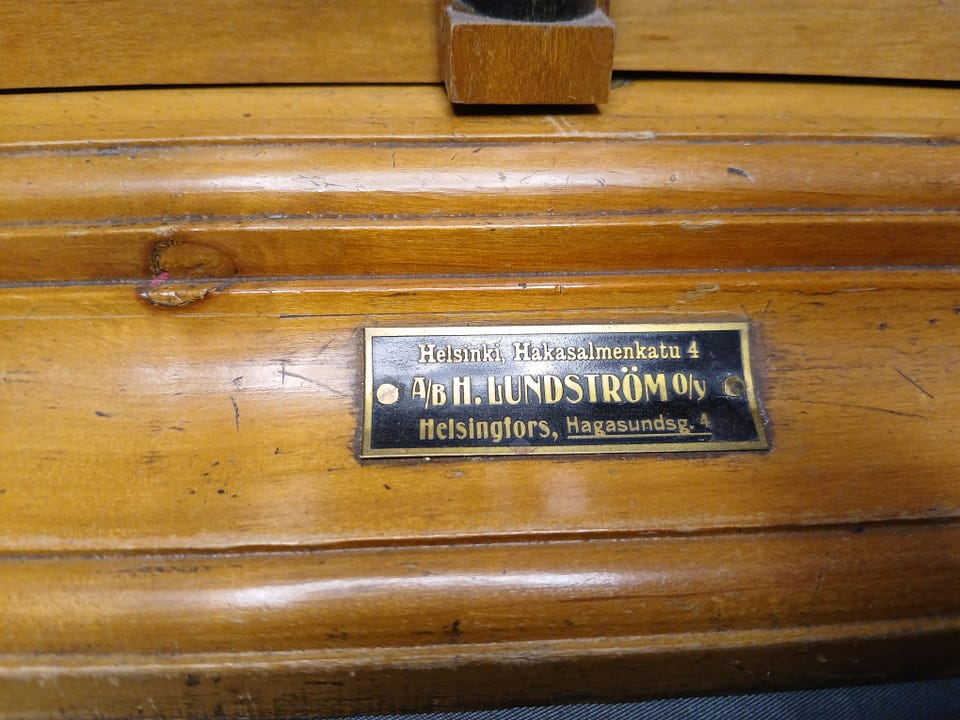 Helsinki, Hakasalmenkatu 4
A/B H. LUNDSTRÖM O/Y
Helsingfors, Hagasundsg. 4